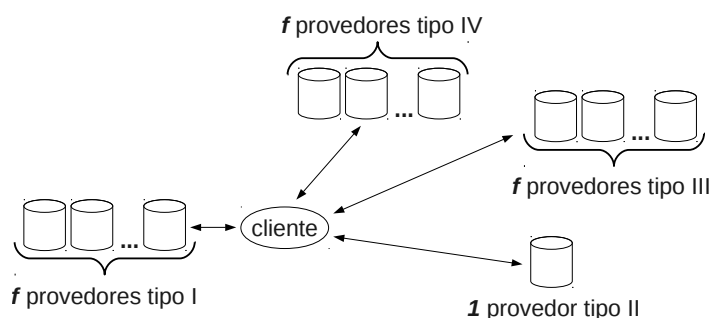 f provedores tipo IV
...
...
f provedores tipo III
...
cliente
f provedores tipo I
1 provedor tipo II